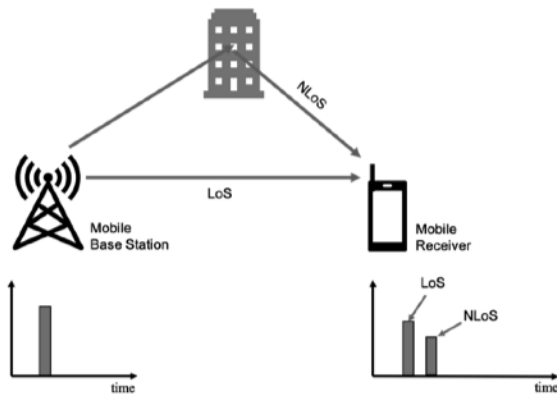 NLoS
LoS
Mobile
Base Station
Mobile
Receiver
LoS
NLoS
time
time